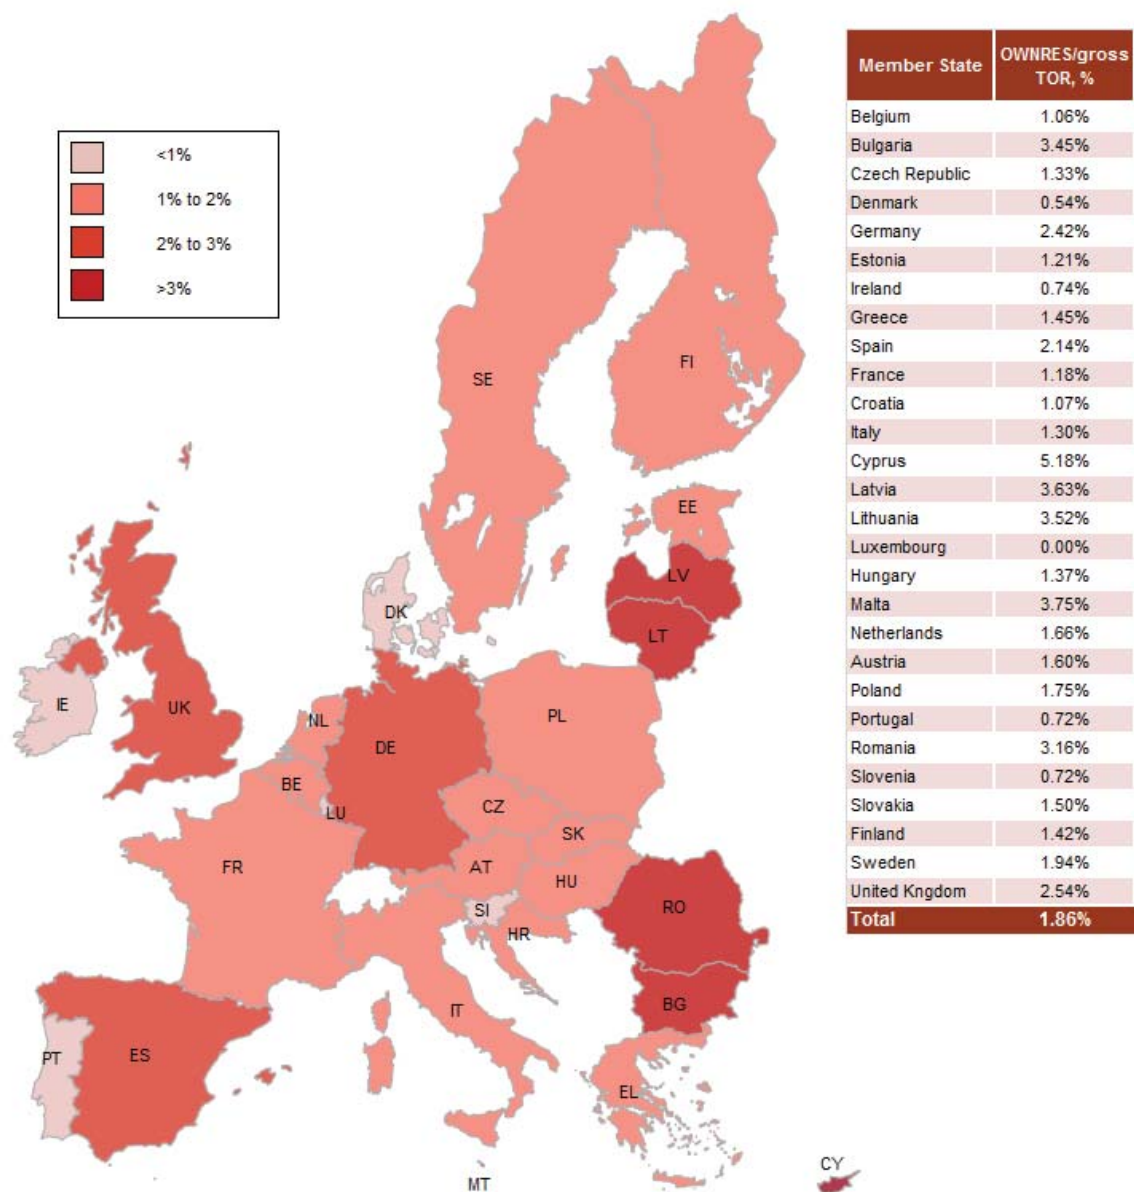 <1%
1% to 2%
2% to 3%
>3%
SE
FI
EE
LV
LT
DK
IE
UK
NL
DE
PL
BE
LU
CZ
SK
FR
AT
HU
SI
HR
RO
IT
BG
PT
ES
EL
MT
CY
Member State OWNRES/gross TOR, %
Belgium 1.06%
Bulgaria 3.45%
Czech Republic 1.33%
Denmark 0.54%
Germany 2.42%
Estonia 1.21%
Ireland 0.74%
Greece 1.45%
Spain 2.14%
France 1.18%
Croatia 1.07%
Italy 1.30%
Cyprus 5.18%
Latvia 3.63%
Lithuania 3.52%
Luxembourg 0.00%
Hungary 1.37%
Malta 3.75%
Netherlands 1.66%
Austria 1.60%
Poland 1.75%
Portugal 0.72%
Romania 3.16%
Slovenia 0.72%
Slovakia 1.50%
Finland 1.42%
Sweden 1.94%
United Kngdom 2.54%
Total 1.86%